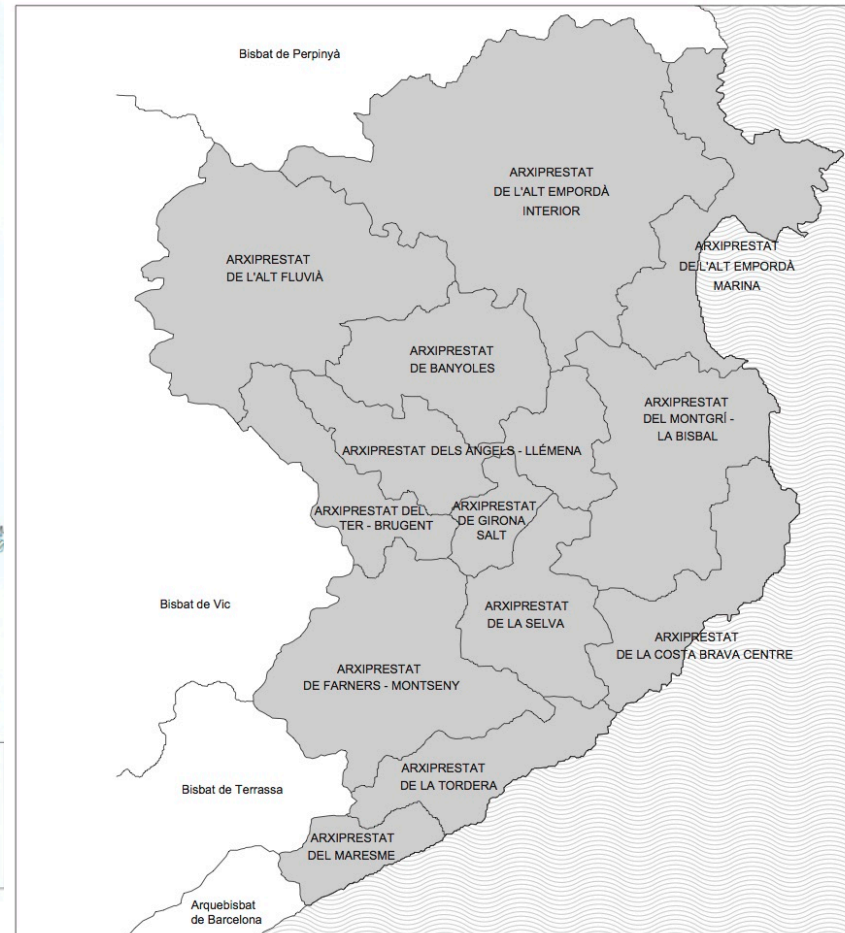 Bisbat de Perpinyà
ARXIPRESTAT
DE L'ALT EMPORDÀ
INTERIOR
ARXIPRESTAT
DE L'ALT FLUVIÀ
ARXIPRESTAT
DE L'ALT EMPORDÀ
MARINA
ARXIPRESTAT
DE BANYOLES
ARXIPRESTAT
DEL MONTGRÍ -
LA BISBAL
ARXIPRESTAT DELS ÀNGELS - LLÉMENA
ARXIPRESTAT DEL
TER - BRUGENT
ARXIPRESTAT
DE GIRONA
SALT
Bisbat de Vic
ARXIPRESTAT
DE LA SELVA
ARXIPRESTAT
DE LA COSTA BRAVA CENTRE
ARXIPRESTAT
DE FARNERS - MONTSENY
Bisbat de Terrassa
ARXIPRESTAT
DE LA TORDERA
ARXIPRESTAT
DEL MARESME
Arquebisbat
de Barcelona